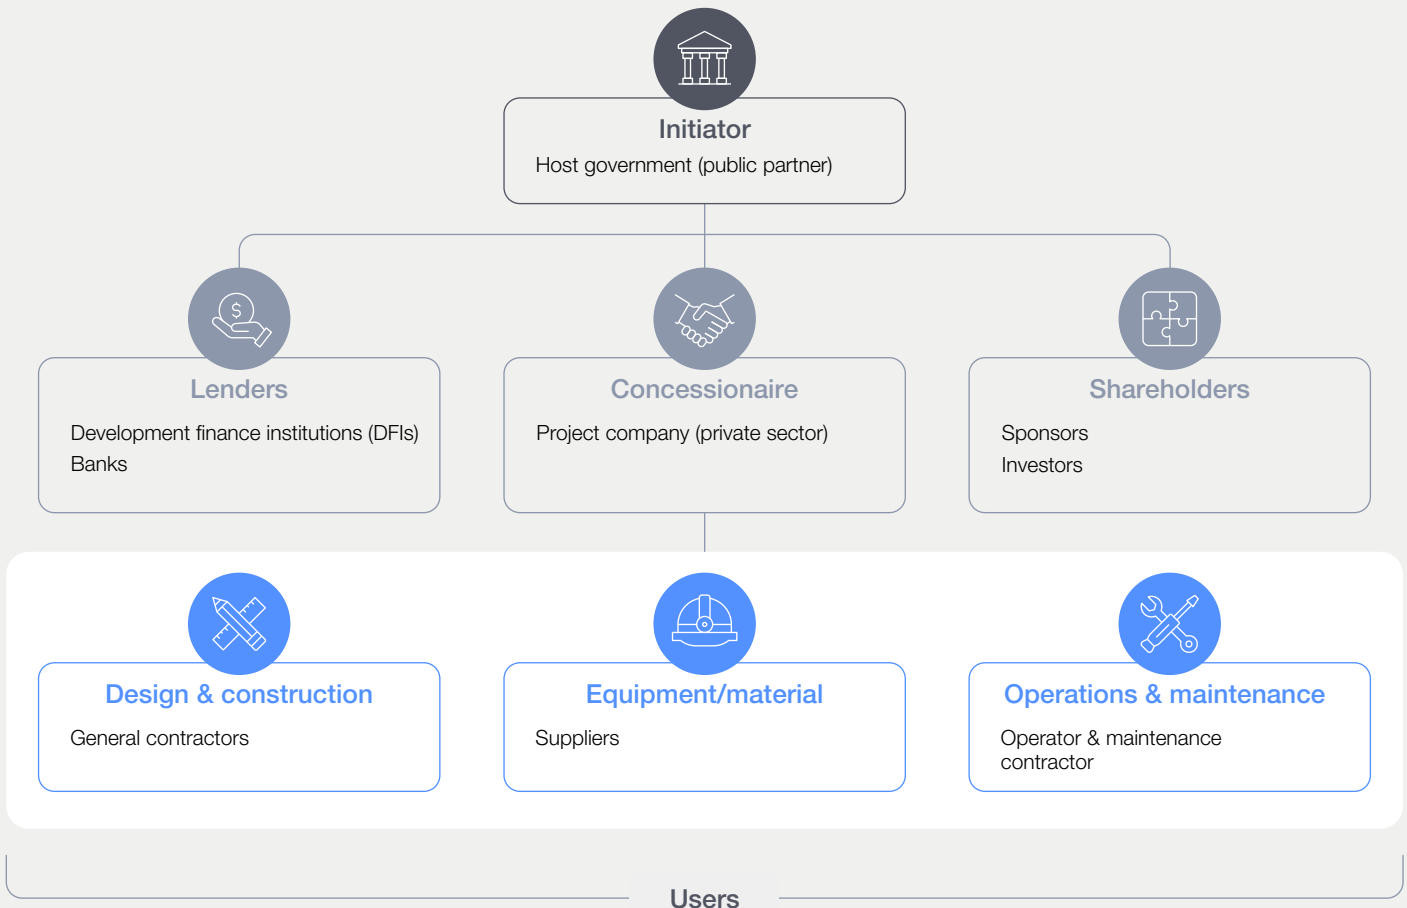 Initiator
Host government (public partner)
Lenders
Development finance institutions (DFIs)
Banks
Concessionaire
Project company (private sector)
Shareholders
Sponsors
Investors
Design & construction
General contractors
Equipment/material
Suppliers
Operations & maintenance
Operator & maintenance
contractor
Users